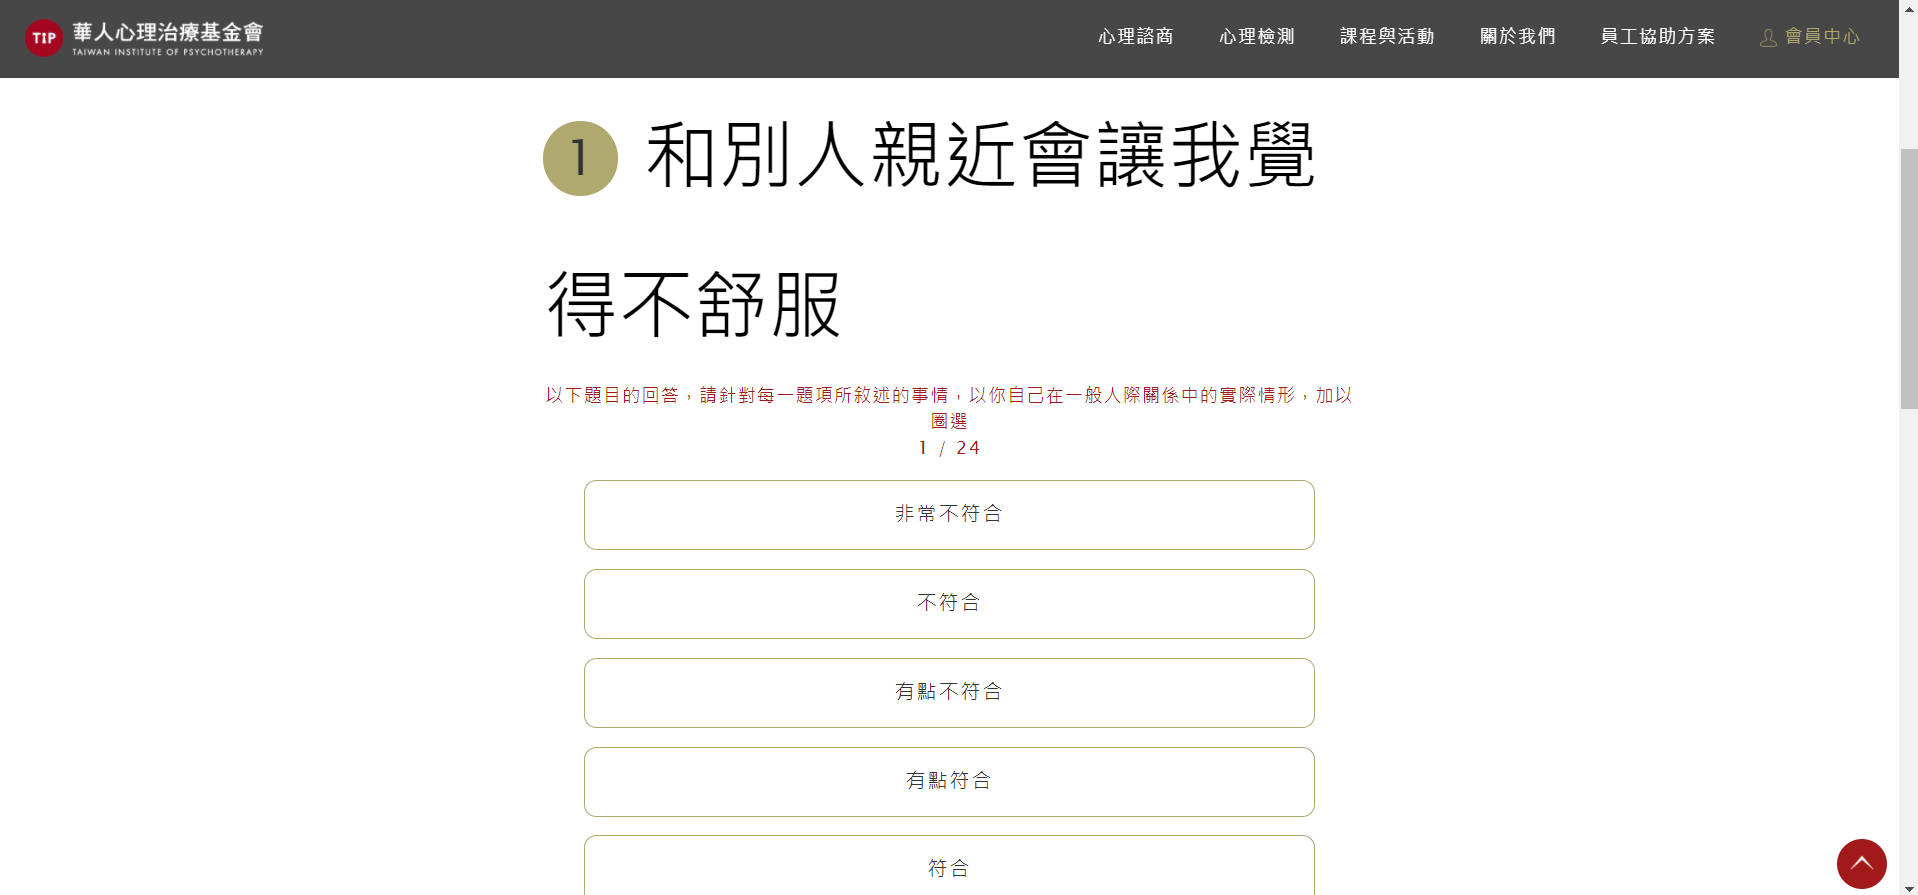 TIP 華人心理治療基金會
TAIWAN INSTITUTE OF PSYCHOTHERAPY
心理諮商 心理檢測 課程與活動 關於我們 員工協助方案 會員中心
1 和別人親近會讓我覺
得不舒服
以下題目的回答，請針對每一題項所敘述的事情，以你自己在一般人際關係中的實際情形，加以
圈選
1 / 24
非常不符合
不符合
有點不符合
有點符合
符合